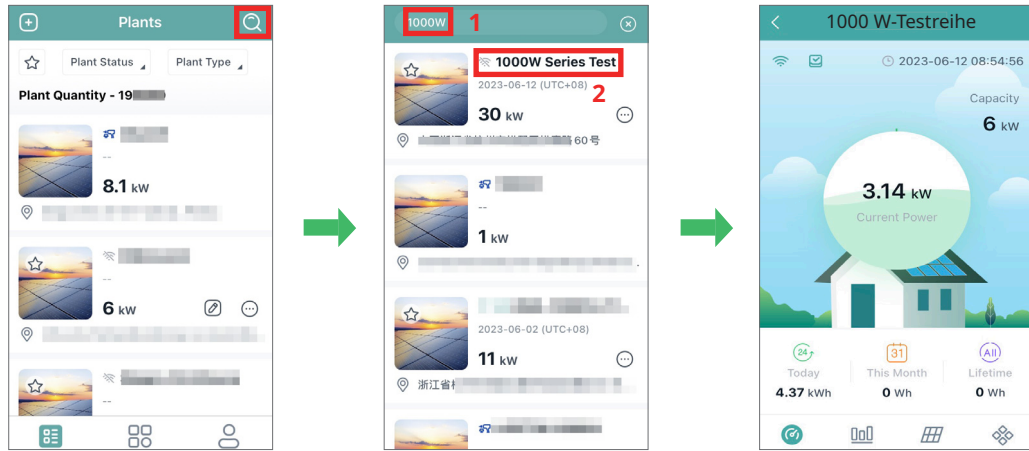 Plants
Plant Status
Plant Type
Plant Quantity - 19
--
8.1 kW
--
6 kW
--
1000W
1
1000W Series Test
2023-06-12 (UTC+08)
2
30 kW
60号
--
1 kW
2023-06-02 (UTC+08)
11 kW
浙江省
1000 W-Testreihe
2023-06-12 08:54:56
Capacity
6 kW
3.14 kW
Current Power
24
31
All
Today
This Month
Lifetime
4.37 kWh
0 Wh
0 Wh